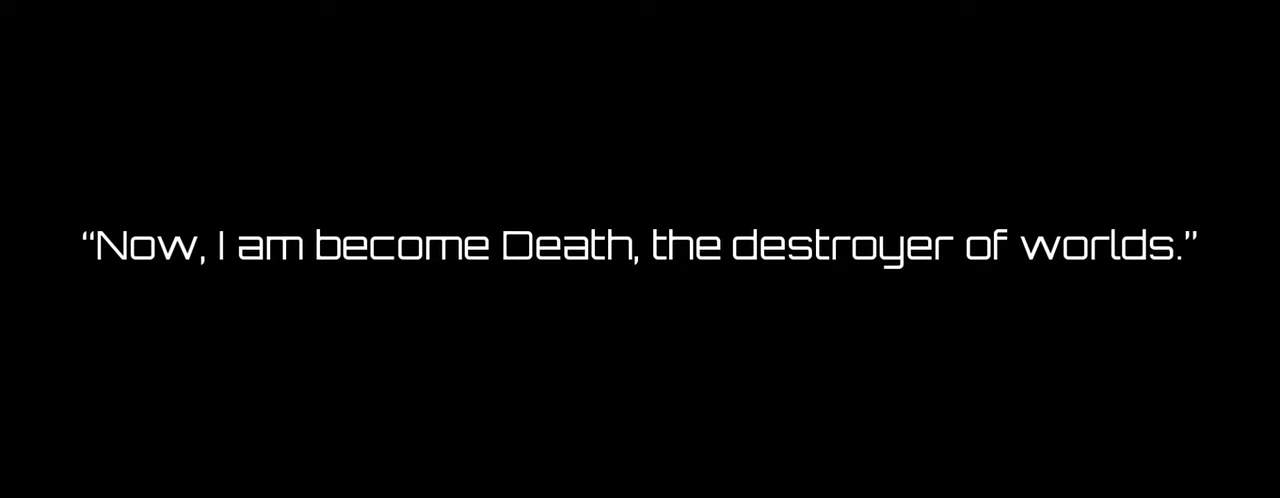 “Now, I am become Death, the destroyer of worlds.”